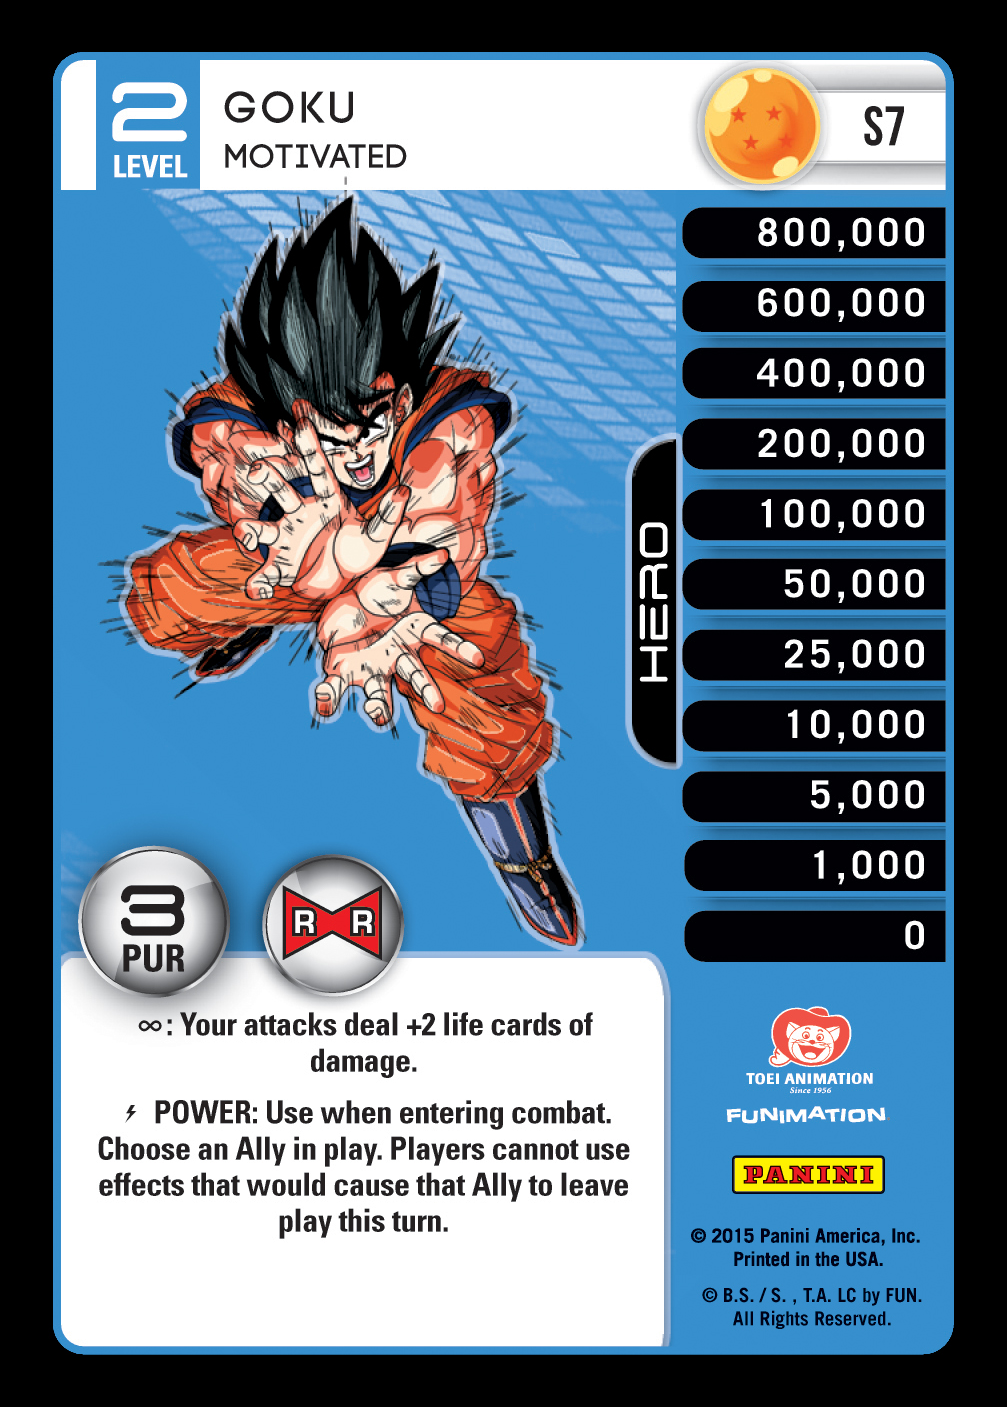 2
LEVEL
GOKU
MOTIVATED
S7
800,000
600,000
400,000
200,000
100,000
50,000
25,000
10,000
5,000
1,000
0
HERO
3
PUR
R R
∞: Your attacks deal +2 life cards of
damage.
POWER: Use when entering combat.
Choose an Ally in play. Players cannot use
effects that would cause that Ally to leave
play this turn.
TOEI ANIMATION
Since 1956
FUNIMATION
PANINI
© 2015 Panini America, Inc.
Printed in the USA.
© B.S. / S. , T.A. LC by FUN.
All Rights Reserved.